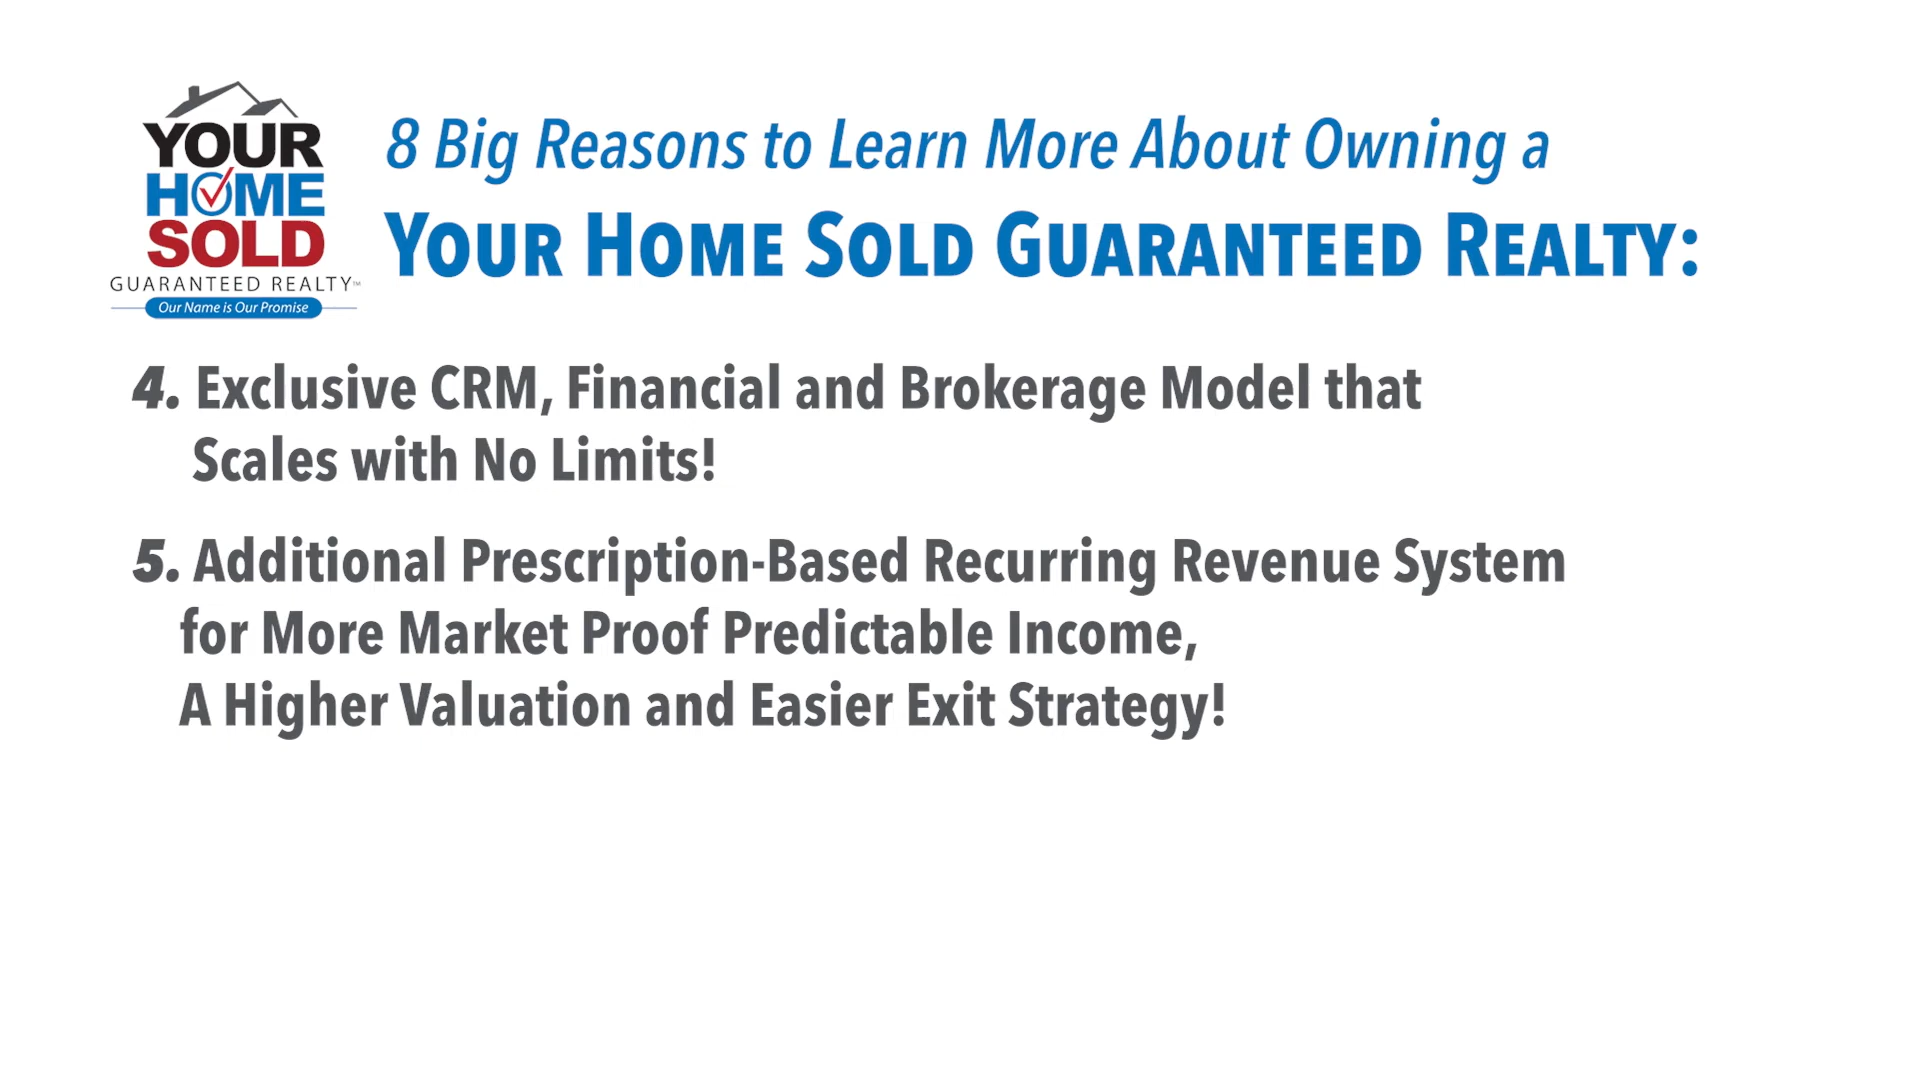 YOUR
HOME
SOLD
GUARANTEED REALTY™
Our Name is Our Promise
8 Big Reasons to Learn More About Owning a
YOUR HOME SOLD GUARANTEED REALTY:
4. Exclusive CRM, Financial and Brokerage Model that
Scales with No Limits!
5. Additional Prescription-Based Recurring Revenue System
for More Market Proof Predictable Income,
A Higher Valuation and Easier Exit Strategy!